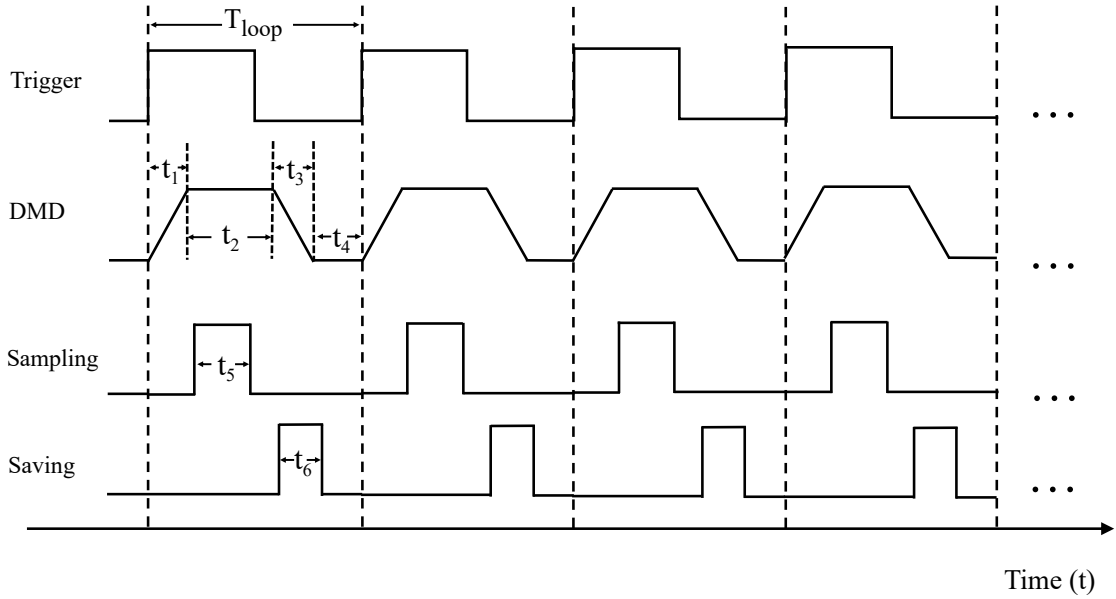 T_loop
Trigger
t_1 t_3
DMD
t_2 t_4
Sampling
t_5
Saving
t_6
...
...
...
...
Time (t)